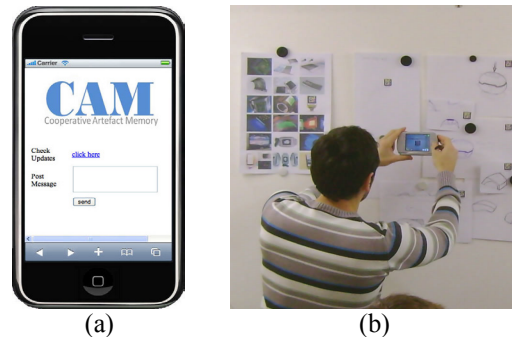 Carrier
CAM
Cooperative Artefact Memory
Check
Updates
click here
Post
Message
send
(a)
(b)